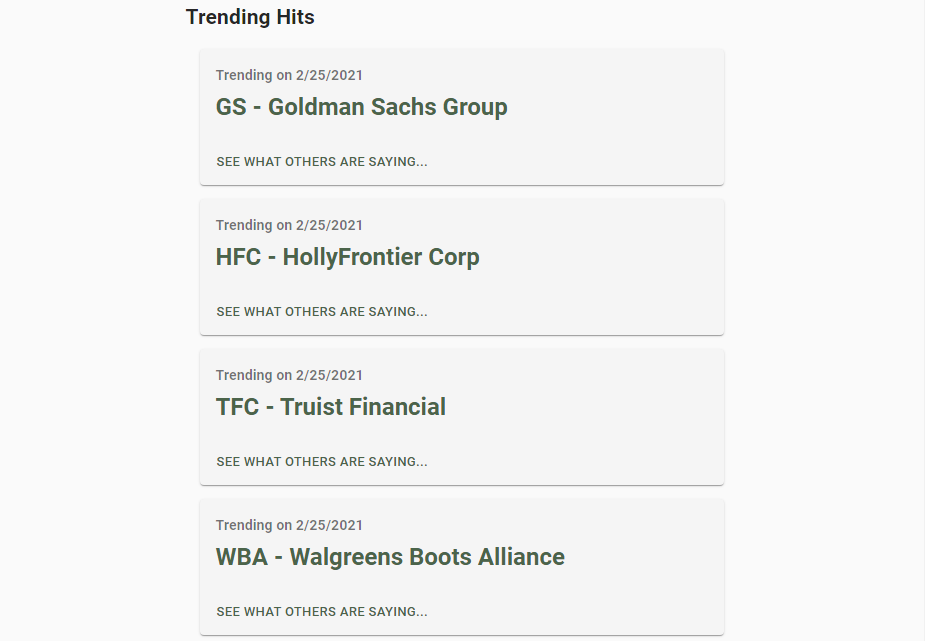 Trending Hits
Trending on 2/25/2021
GS - Goldman Sachs Group
SEE WHAT OTHERS ARE SAYING...
Trending on 2/25/2021
HFC - HollyFrontier Corp
SEE WHAT OTHERS ARE SAYING...
Trending on 2/25/2021
TFC - Truist Financial
SEE WHAT OTHERS ARE SAYING...
Trending on 2/25/2021
WBA - Walgreens Boots Alliance
SEE WHAT OTHERS ARE SAYING...